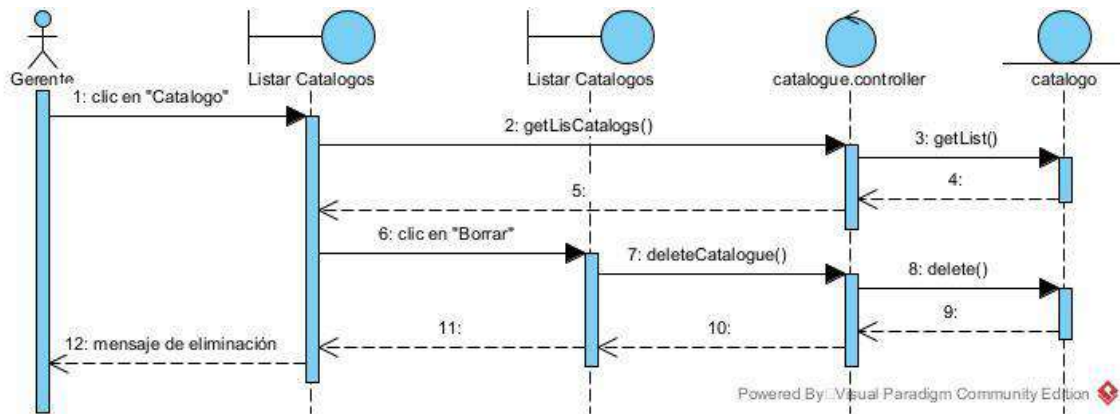 Gerente
Listar Catalogos
Listar Catalogos
catalogue.controller
catalogo
1: clic en "Catalogo"
2: getLisCatalogs()
3: getList()
4:
5:
6: clic en "Borrar"
7: deleteCatalogue()
8: delete()
9:
10:
11:
12: mensaje de eliminación
Powered By Visual Paradigm Community Edition